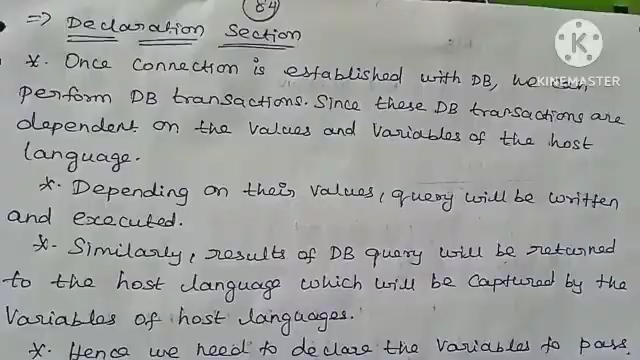 84
⇒ Declaration Section
*. Once connection is established with DB, we can
perform DB transactions. Since these DB transactions are
dependent on the values and variables of the host
language.
*. Depending on their values, query will be written
and executed.
*. Similarly, results of DB query will be returned
to the host language which will be captured by the
variables of host languages.
*. Hence we need to declare the variables to pass
KINEMASTER